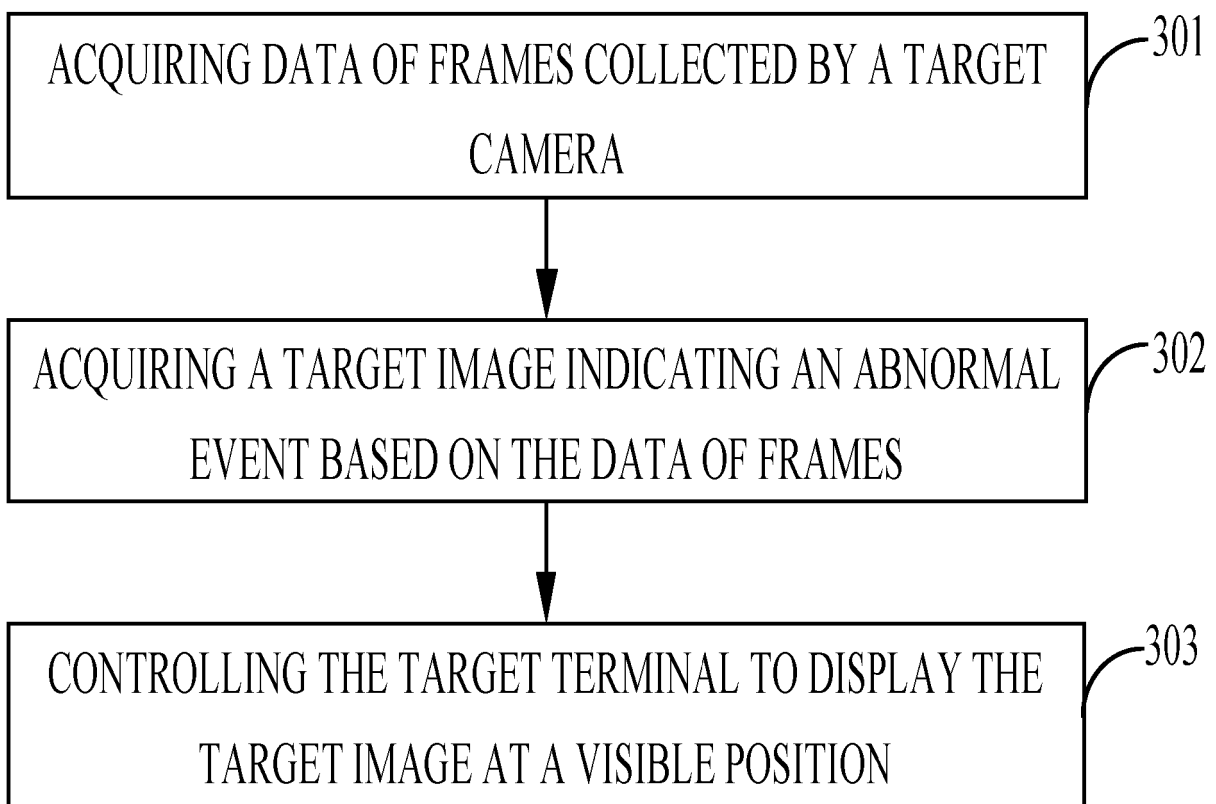 ACQUIRING DATA OF FRAMES COLLECTED BY A TARGET
CAMERA
301
ACQUIRING A TARGET IMAGE INDICATING AN ABNORMAL
EVENT BASED ON THE DATA OF FRAMES
302
CONTROLLING THE TARGET TERMINAL TO DISPLAY THE
TARGET IMAGE AT A VISIBLE POSITION
303